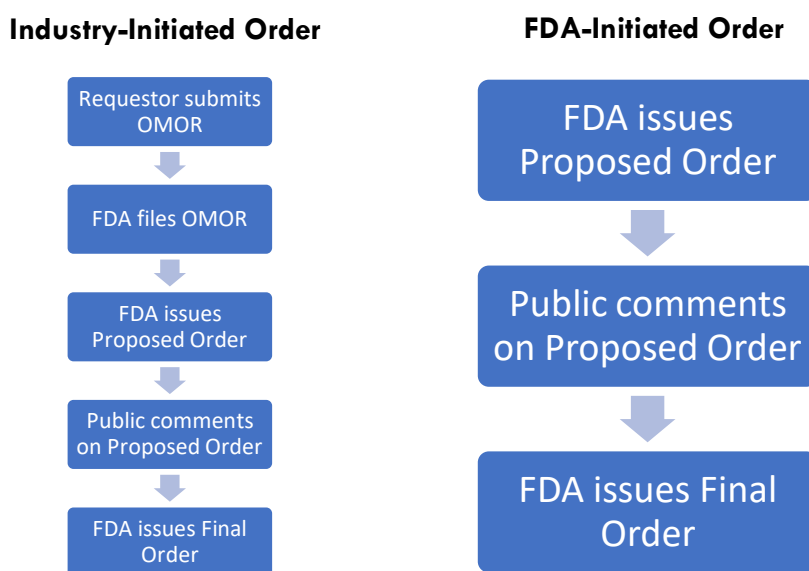 Industry-Initiated Order
Requestor submits
OMOR
FDA files OMOR
FDA issues
Proposed Order
Public comments
on Proposed Order
FDA issues Final
Order
FDA-Initiated Order
FDA issues
Proposed Order
Public comments
on Proposed Order
FDA issues Final
Order